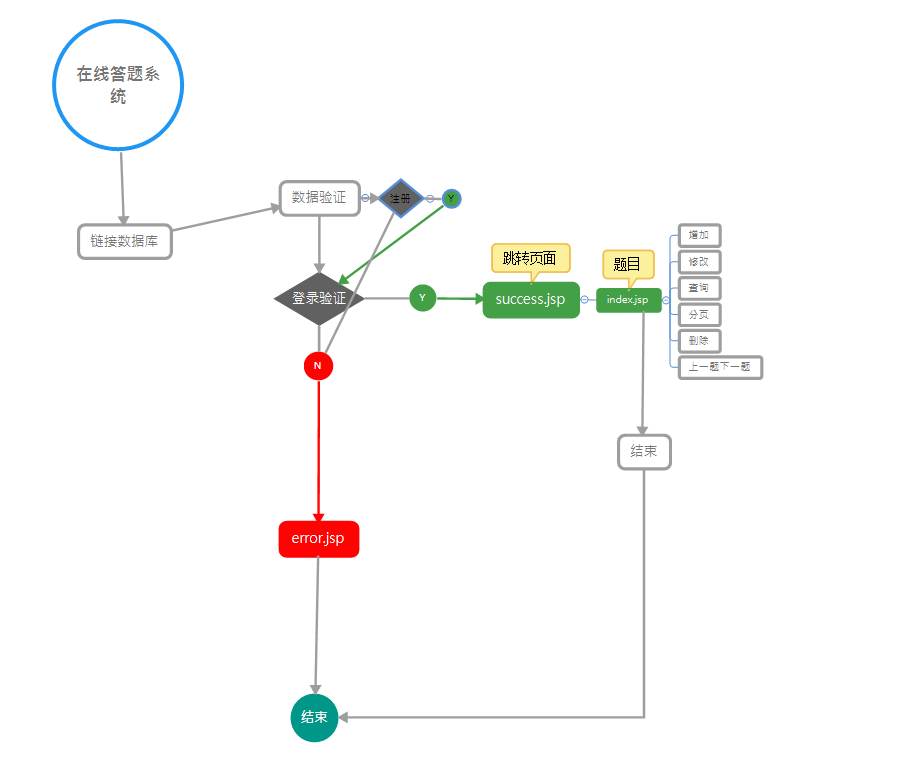 在线答题系
统
链接数据库
数据验证
注册
Y
登录验证
Y
跳转页面
success.jsp
题目
index.jsp
增加
修改
查询
分页
删除
上一题下一题
N
结束
error.jsp
结束